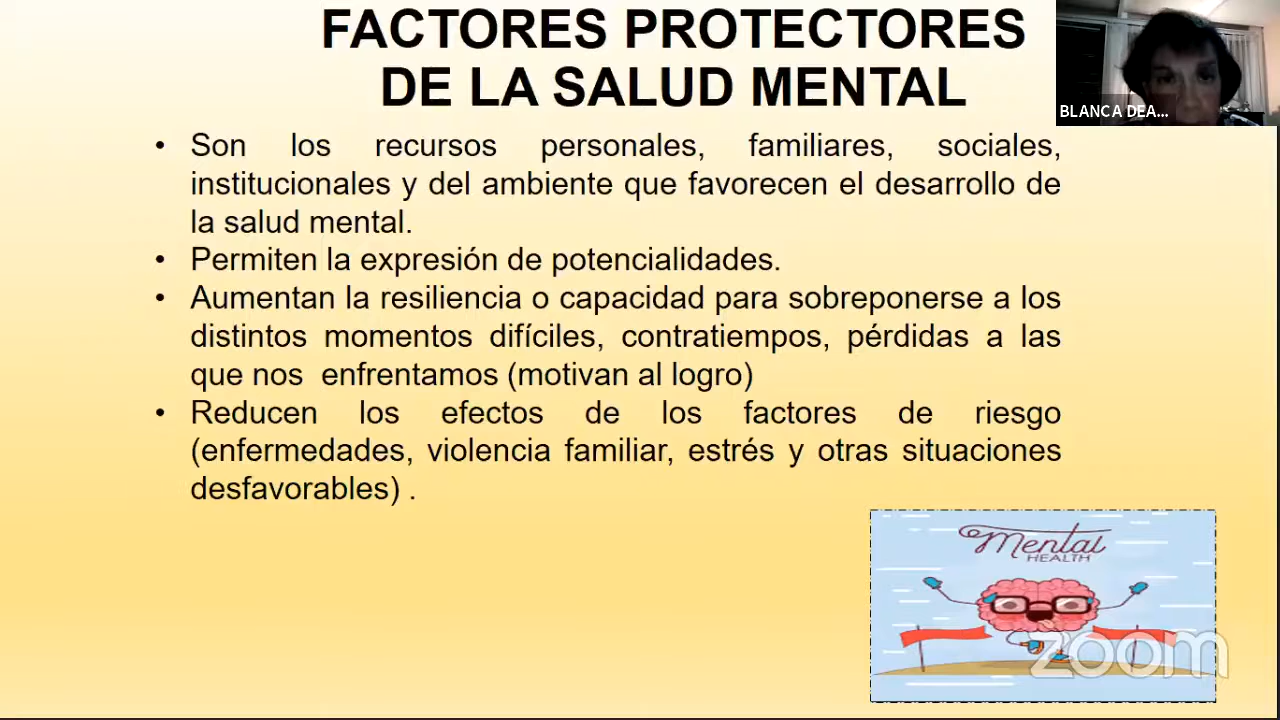 FACTORES PROTECTORES
DE LA SALUD MENTAL
BLANCA DEA...
• Son los recursos personales, familiares, sociales,
institucionales y del ambiente que favorecen el desarrollo de
la salud mental.
• Permiten la expresión de potencialidades.
• Aumentan la resiliencia o capacidad para sobreponerse a los
distintos momentos difíciles, contratiempos, pérdidas a las
que nos enfrentamos (motivan al logro)
• Reducen los efectos de los factores de riesgo
(enfermedades, violencia familiar, estrés y otras situaciones
desfavorables) .
Mental
HEALTH
zoom